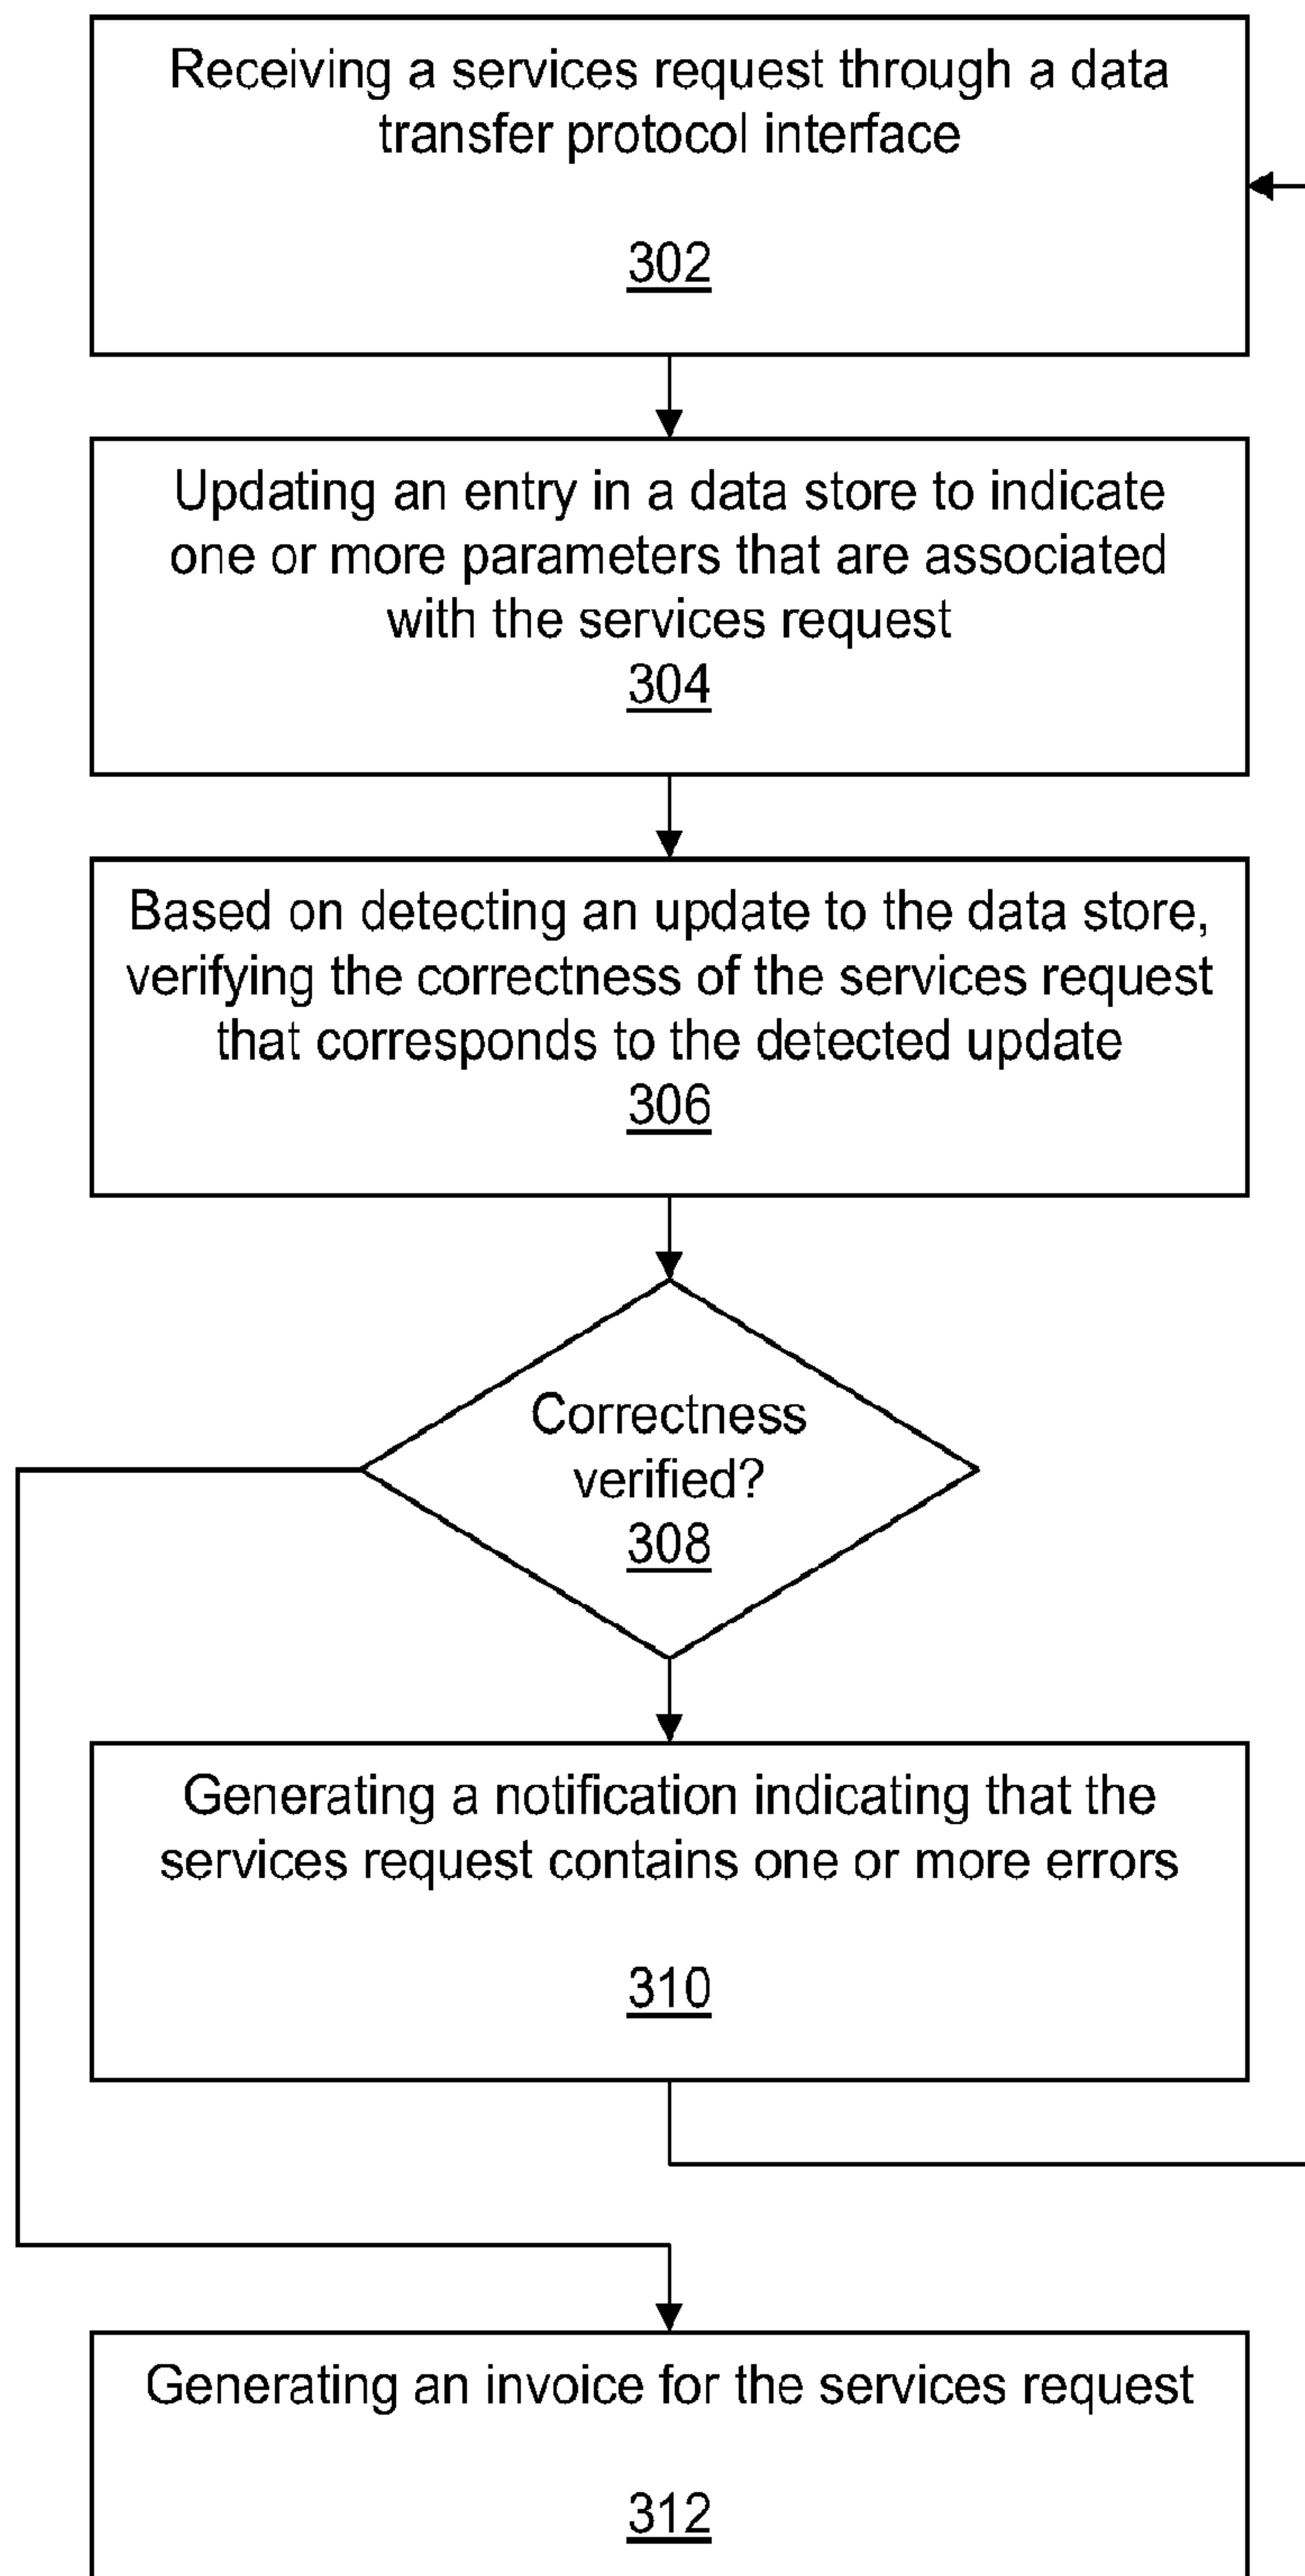 Receiving a services request through a data
transfer protocol interface
302
Updating an entry in a data store to indicate
one or more parameters that are associated
with the services request
304
Based on detecting an update to the data store,
verifying the correctness of the services request
that corresponds to the detected update
306
Correctness
verified?
308
Generating a notification indicating that the
services request contains one or more errors
310
Generating an invoice for the services request
312